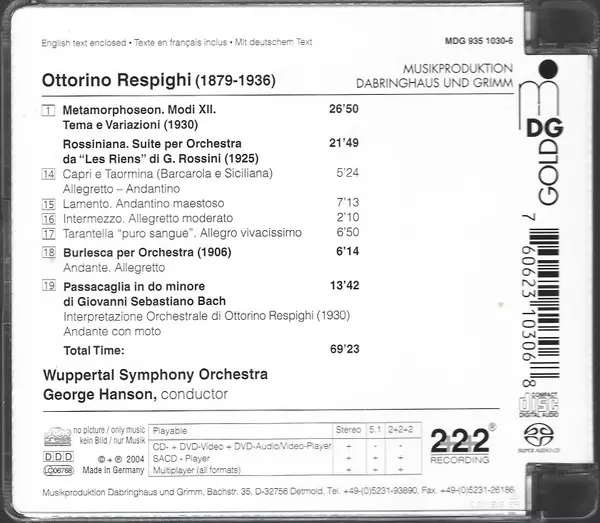 English text enclosed • Texte en français inclus • Mit deutschem Text
MDG 935 1030-6
Ottorino Respighi (1879-1936)
MUSIKPRODUKTION
DABRINGHAUS UND GRIMM
DG
GOLD
1 Metamorphoseon. Modi XII. 26'50
Tema e Variazioni (1930)
Rossiniana. Suite per Orchestra 21'49
da "Les Riens" di G. Rossini (1925)
14 Capri e Taormina (Barcarola e Siciliana) 5'24
Allegretto – Andantino
15 Lamento. Andantino maestoso 7'13
16 Intermezzo. Allegretto moderato 2'10
17 Tarantella "puro sangue". Allegro vivacissimo 6'50
18 Burlesca per Orchestra (1906) 6'14
Andante. Allegretto
19 Passacaglia in do minore 13'42
di Giovanni Sebastiano Bach
Interpretazione Orchestrale di Ottorino Respighi (1930)
Andante con moto
Total Time: 69'23
Wuppertal Symphony Orchestra
George Hanson, conductor
7 60623 10306 8
COMPACT
disc
DIGITAL AUDIO
SUPER AUDIO CD
no picture / only music
kein Bild / nur Musik
DDD
LC06768
© + ℗ 2004
Made in Germany
Playable Stereo 5.1 2+2+2
CD- + DVD-Video + DVD-Audio/Video-Player + + +
SACD - Player + - -
Multiplayer (all formats) + + +
222®
RECORDING
Musikproduktion Dabringhaus und Grimm, Bachstr. 35, D-32756 Detmold, Tel. +49-(0)5231-93890, Fax +49-(0)5231-26186